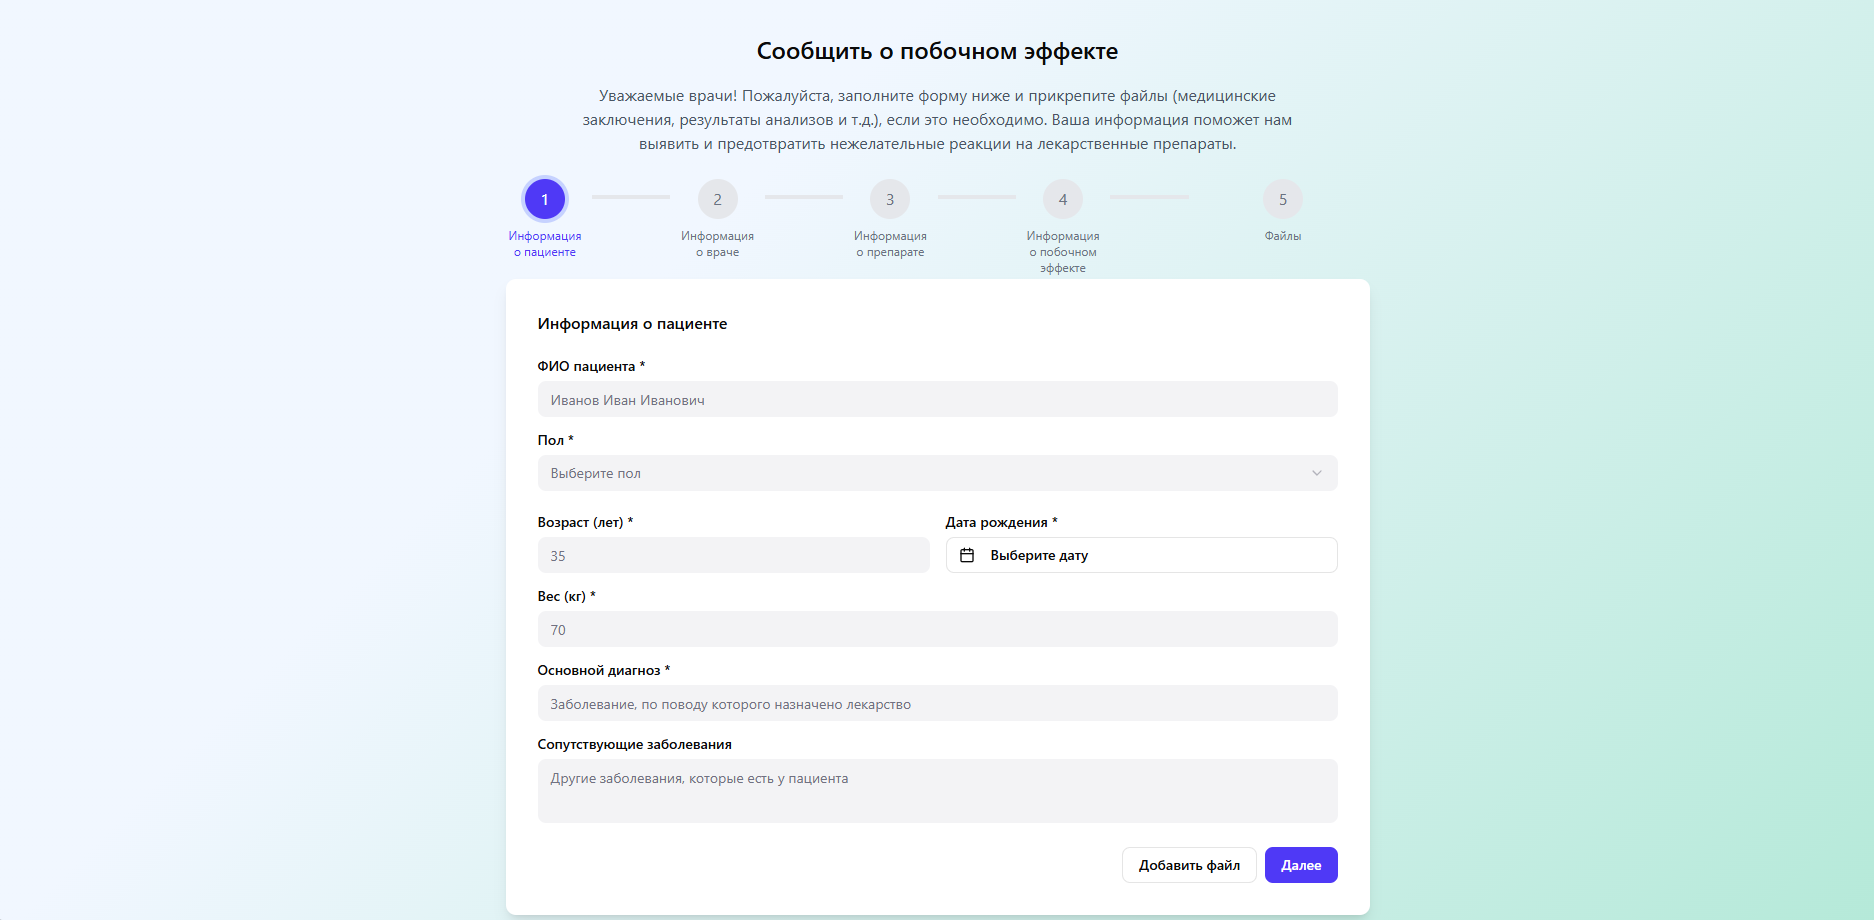 Сообщить о побочном эффекте
Уважаемые врачи! Пожалуйста, заполните форму ниже и прикрепите файлы (медицинские
заключения, результаты анализов и т.д.), если это необходимо. Ваша информация поможет нам
выявить и предотвратить нежелательные реакции на лекарственные препараты.
1
Информация
о пациенте
2
Информация
о враче
3
Информация
о препарате
4
Информация
о побочном
эффекте
5
Файлы
Информация о пациенте
ФИО пациента *
Иванов Иван Иванович
Пол *
Выберите пол
Возраст (лет) *
35
Дата рождения *
Выберите дату
Вес (кг) *
70
Основной диагноз *
Заболевание, по поводу которого назначено лекарство
Сопутствующие заболевания
Другие заболевания, которые есть у пациента
Добавить файл
Далее